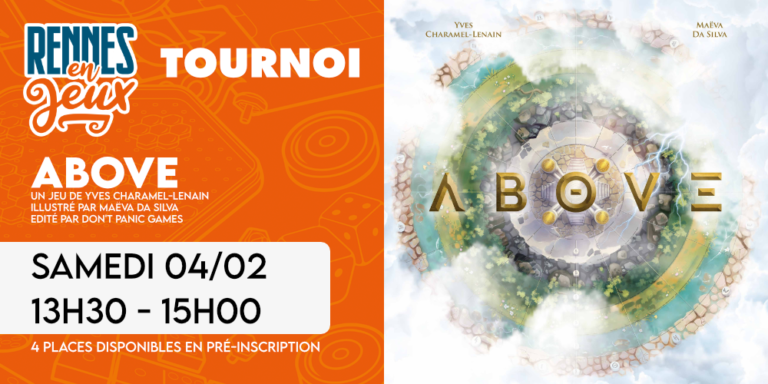 RENNES
en
Jeux
TOURNOI
ABOVE
UN JEU DE YVES CHARAMEL-LENAIN
ILLUSTRÉ PAR MAËVA DA SILVA
EDITÉ PAR DON'T PANIC GAMES
SAMEDI 04/02
13H30 - 15H00
4 PLACES DISPONIBLES EN PRÉ-INSCRIPTION
YVES
CHARAMEL-LENAIN
MAËVA
DA SILVA
ABOVE